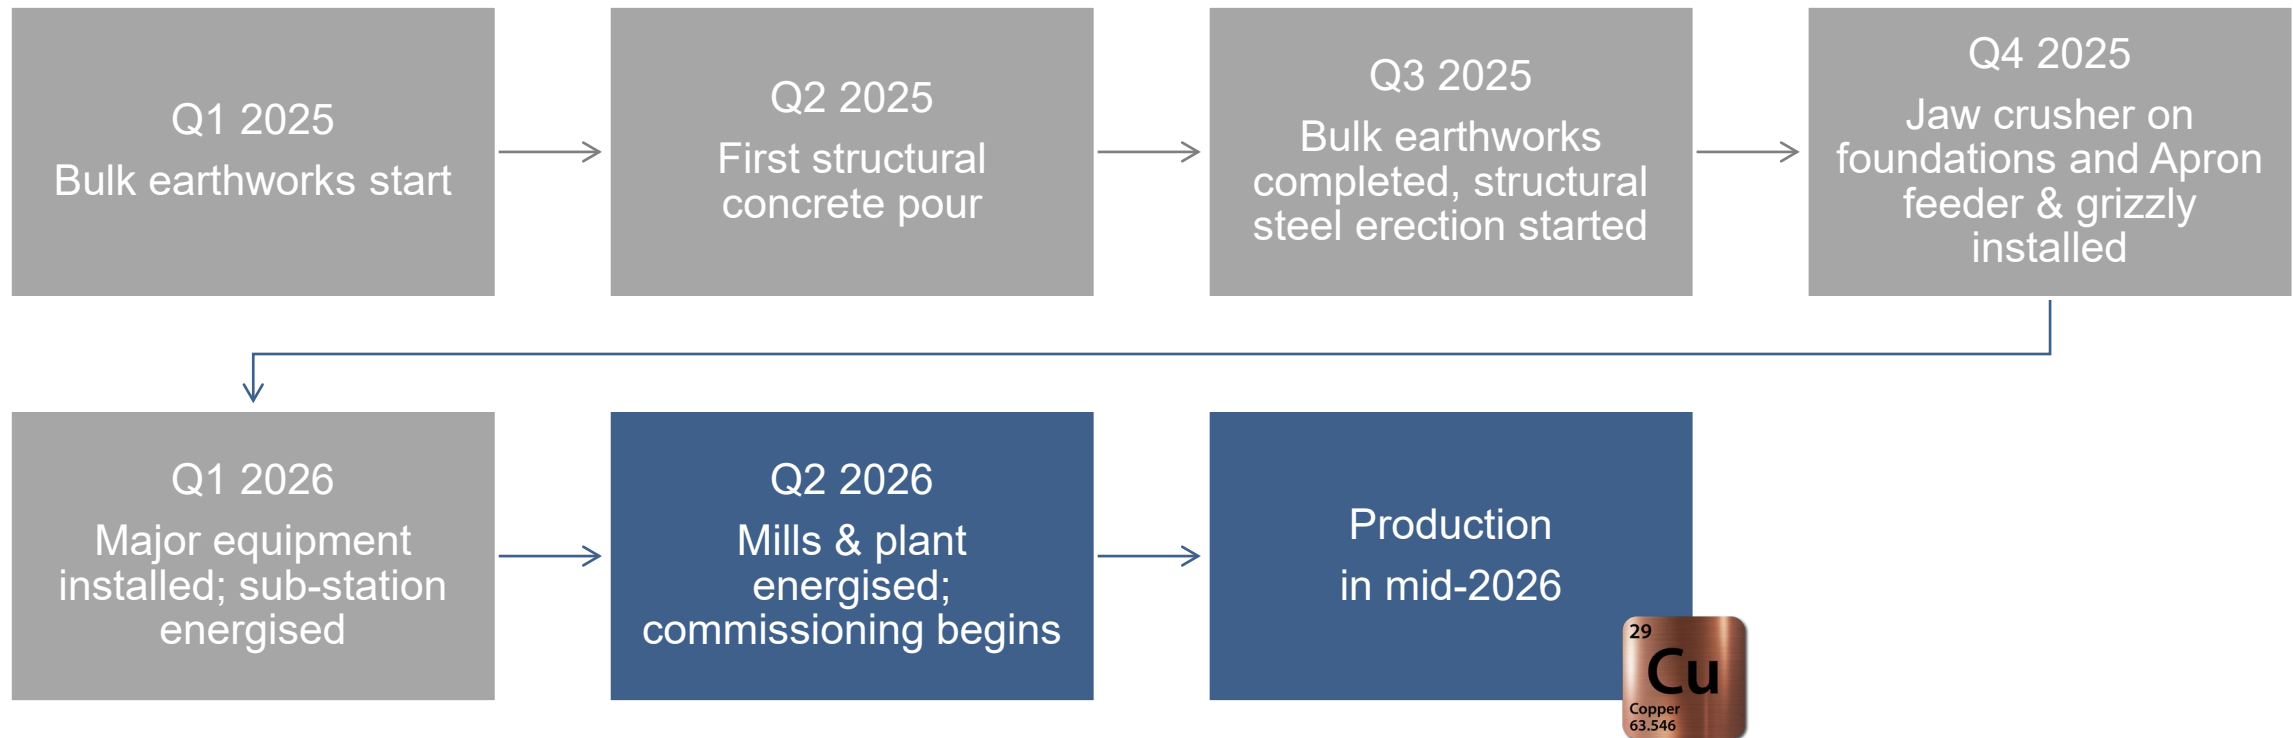 Q1 2025
Bulk earthworks start
Q2 2025
First structural
concrete pour
Q3 2025
Bulk earthworks
completed, structural
steel erection started
Q4 2025
Jaw crusher on
foundations and Apron
feeder & grizzly
installed
Q1 2026
Major equipment
installed; sub-station
energised
Q2 2026
Mills & plant
energised;
commissioning begins
Production
in mid-2026
29
Cu
Copper
63.546